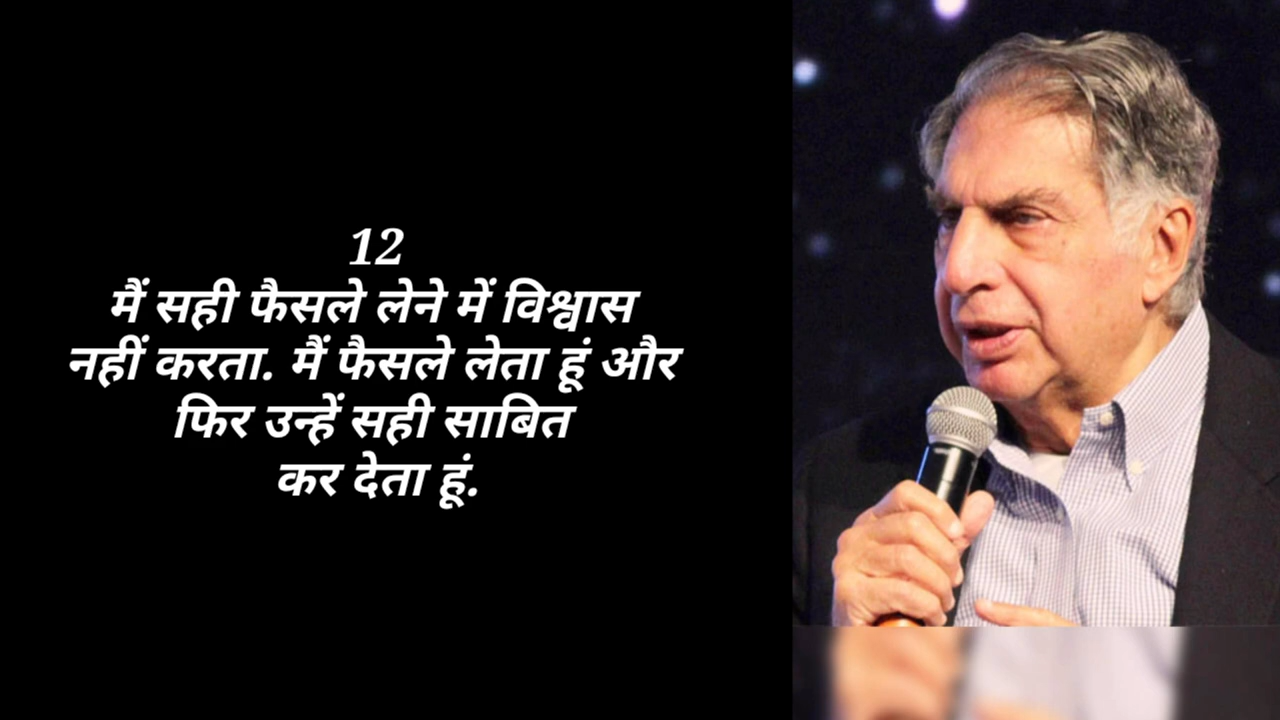 12
मैं सही फैसले लेने में विश्वास
नहीं करता. मैं फैसले लेता हूं और
फिर उन्हें सही साबित
कर देता हूं.